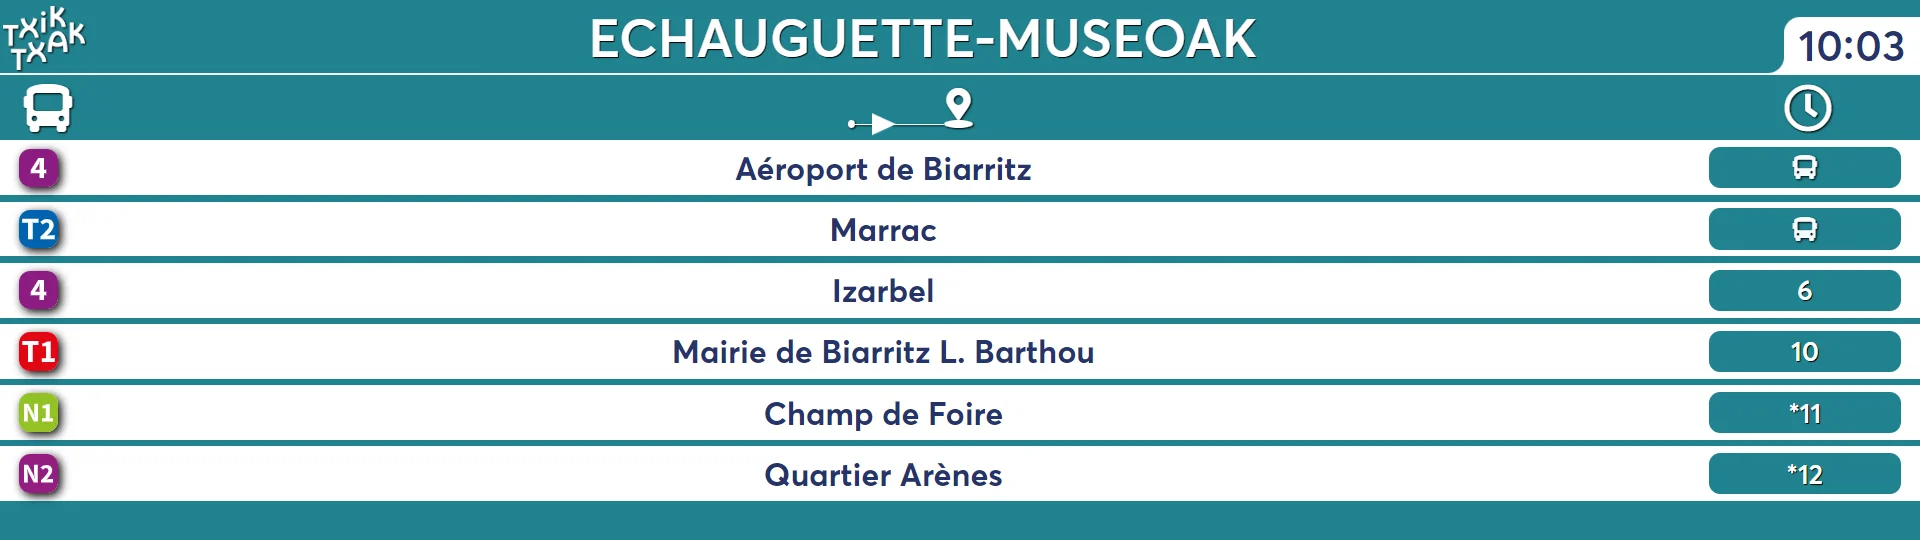 TXIK TXAK
ECHAUGUETTE-MUSEOAK
10:03
4 Aéroport de Biarritz
T2 Marrac
4 Izarbel 6
T1 Mairie de Biarritz L. Barthou 10
N1 Champ de Foire *11
N2 Quartier Arènes *12